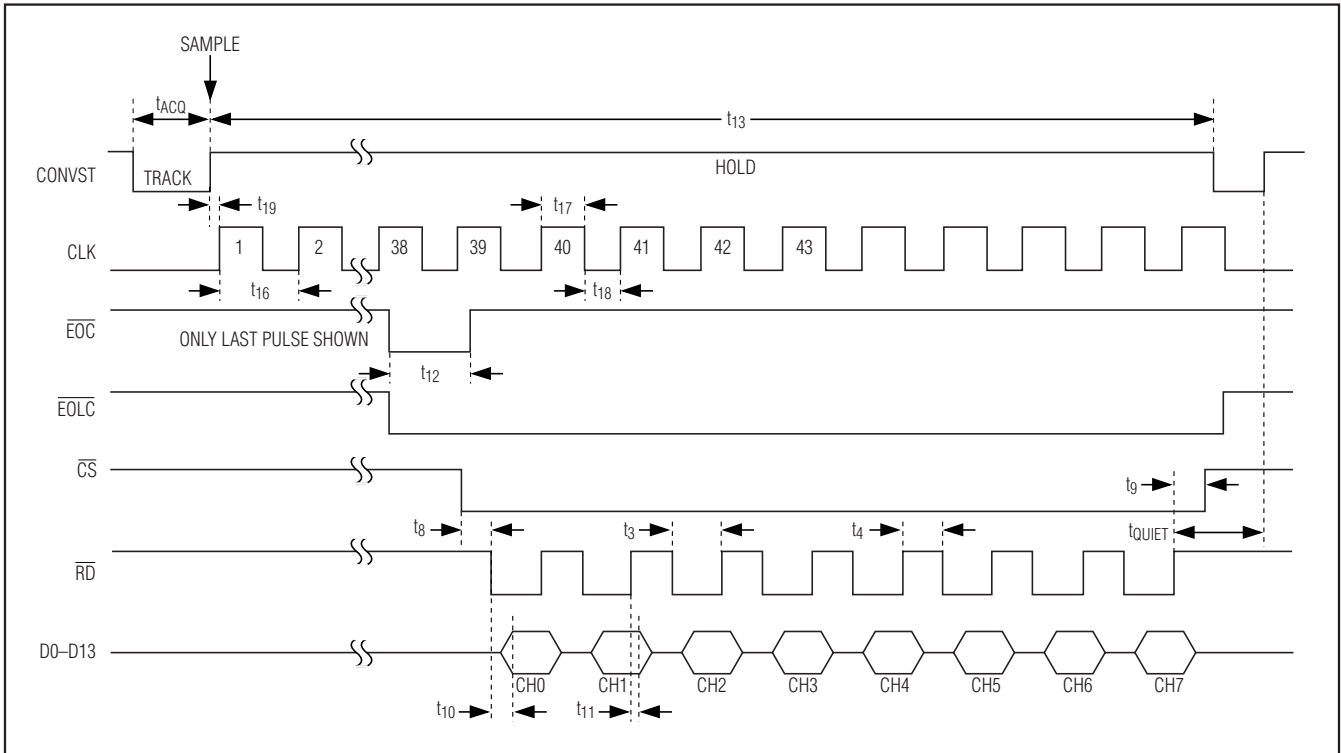 SAMPLE
tACQ
t13
CONVST
TRACK
HOLD
t19
t17
CLK
1 2 38 39 40 41 42 43
t16
t18
EOC
ONLY LAST PULSE SHOWN
t12
EOLC
CS
t9
t8
t3
t4
tQUIET
RD
D0–D13
CH0 CH1 CH2 CH3 CH4 CH5 CH6 CH7
t10
t11